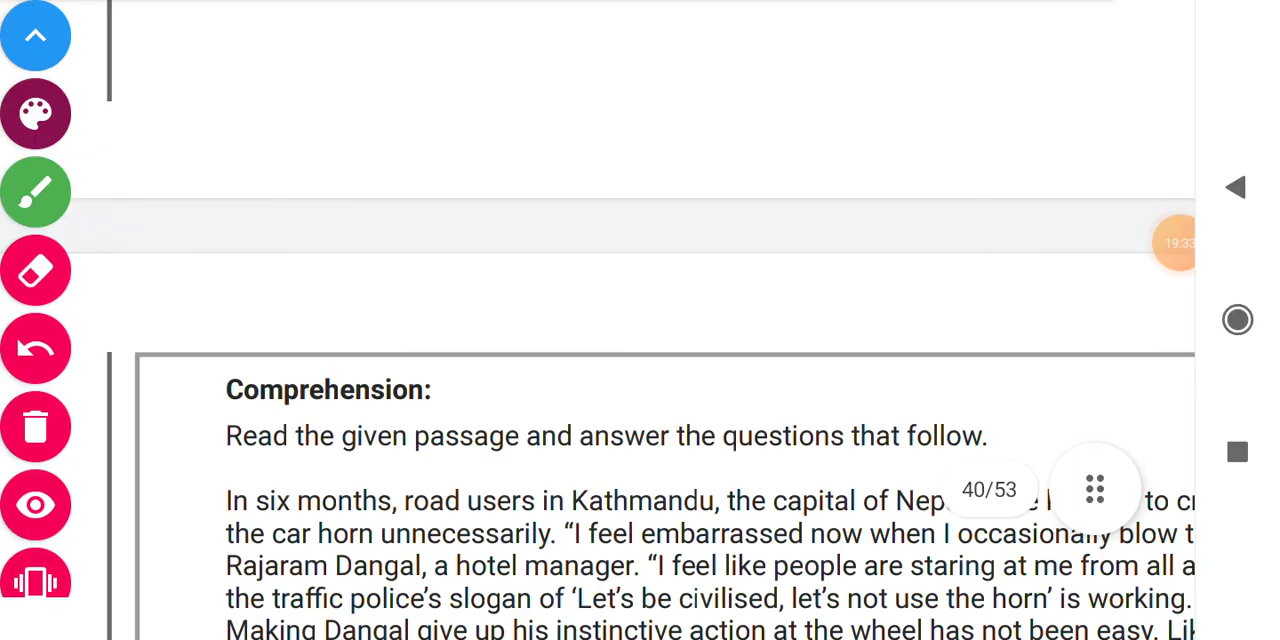 19:33
Comprehension:
Read the given passage and answer the questions that follow.
40/53
In six months, road users in Kathmandu, the capital of to
the car horn unnecessarily. “I feel embarrassed now when I occasionally blow
Rajaram Dangal, a hotel manager. “I feel like people are staring at me from all
the traffic police’s slogan of ‘Let’s be civilised, let’s not use the horn’ is working.
Making Dangal give up his instinctive action at the wheel has not been easy.